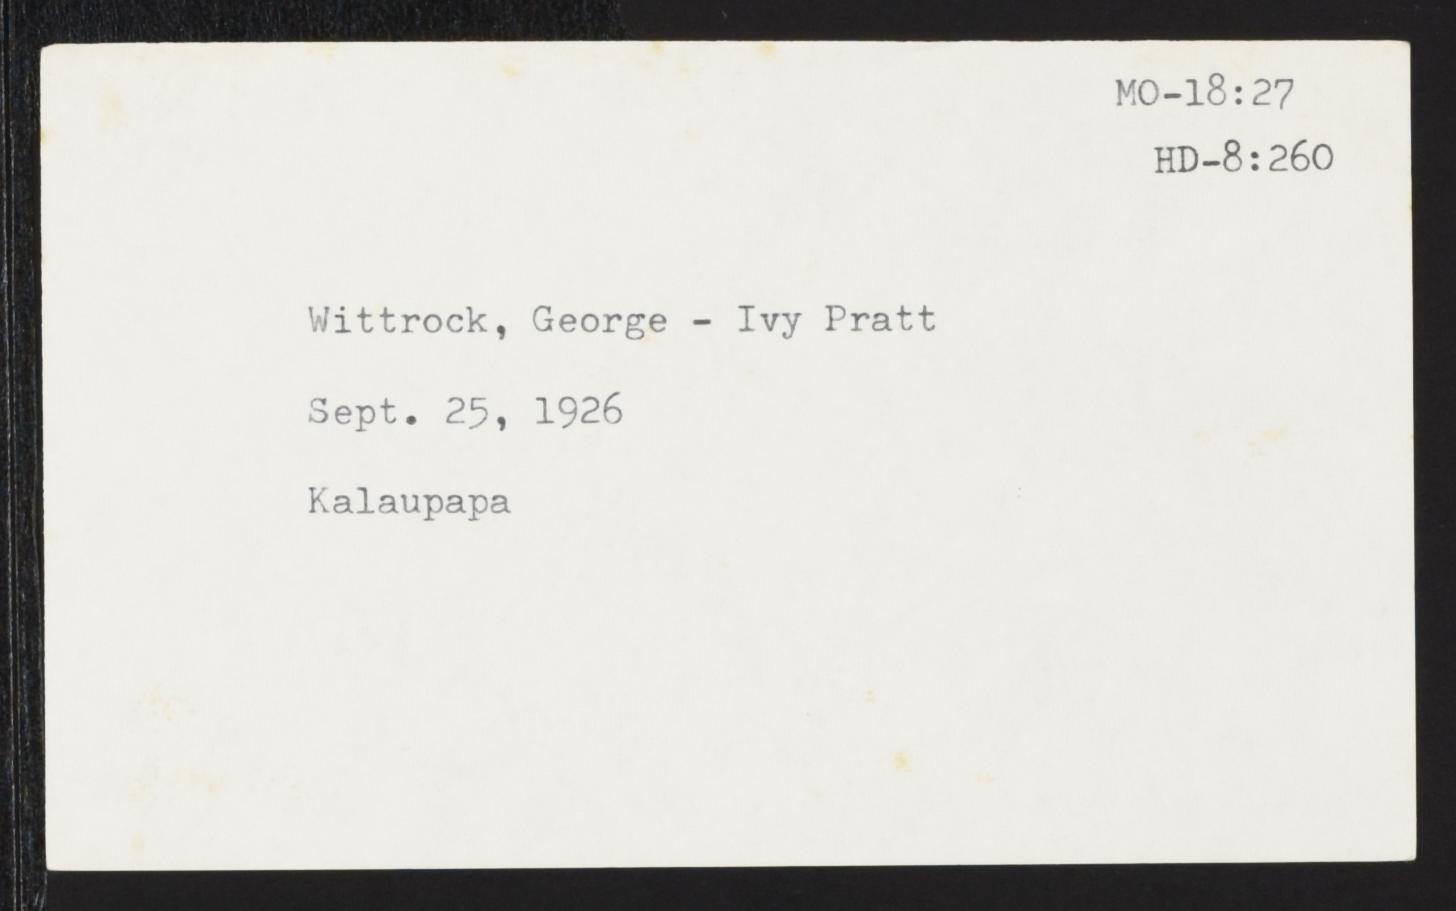 MO-18:27
HD-8:260
Wittrock, George - Ivy Pratt
Sept. 25, 1926
Kalaupapa